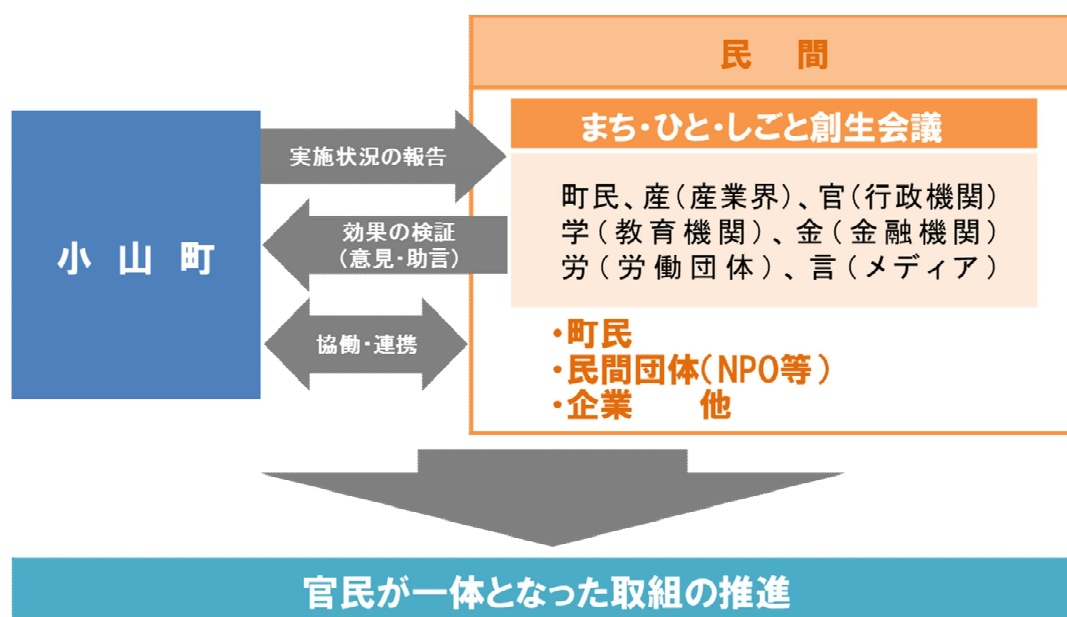 民　間
まち・ひと・しごと創生会議
実施状況の報告
町民、産(産業界)、官(行政機関)
学(教育機関)、金(金融機関)
労(労働団体)、言(メディア)
効果の検証
(意見・助言)
小 山 町
協働・連携
・町民
・民間団体(NPO等)
・企業　　他
官民が一体となった取組の推進